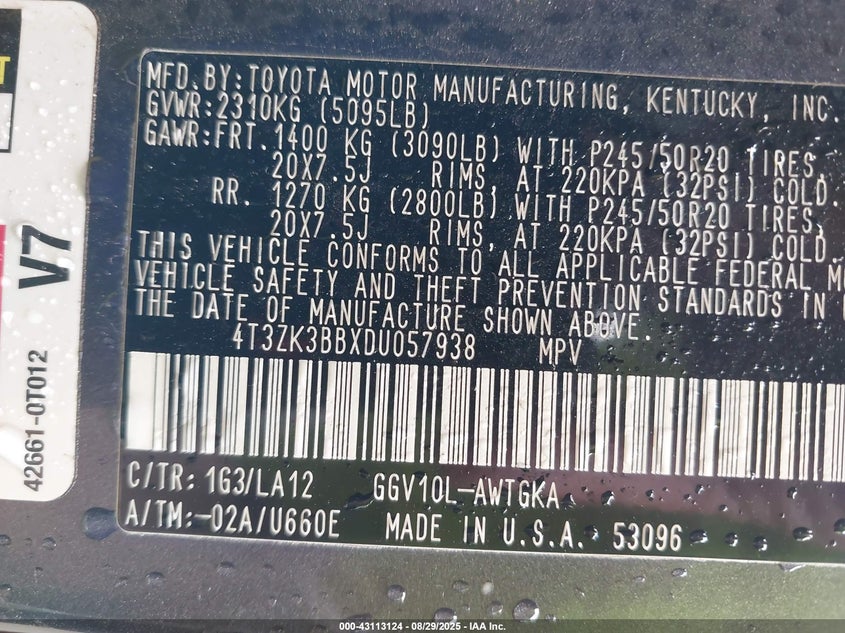 MFD. BY: TOYOTA MOTOR MANUFACTURING, KENTUCKY, INC.
GVWR: 2310KG (5095LB)
GAWR: FRT. 1400 KG (3090LB) WITH P245/50R20 TIRES,
20X7.5J RIMS, AT 220KPA (32PSI) COLD.
RR. 1270 KG (2800LB) WITH P245/50R20 TIRES,
20X7.5J RIMS, AT 220KPA (32PSI) COLD.
THIS VEHICLE CONFORMS TO ALL APPLICABLE FEDERAL
VEHICLE SAFETY AND THEFT PREVENTION STANDARDS IN
THE DATE OF MANUFACTURE SHOWN ABOVE.
4T3ZK3BBXDU057938 MPV
C/TR: 1G3/LA12 GGV10L-AWTGKA
A/TM:-02A/U660E MADE IN U.S.A. 53096
V7
42661-0T012
000-43113124 - 08/29/2025 - IAA Inc.